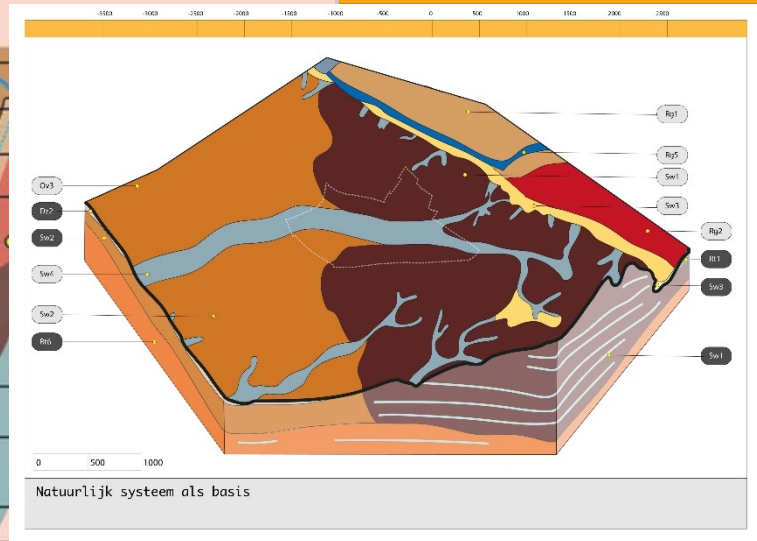 -3500 -3000 -2500 -2000 -1500 -1000 -500 0 500 1000 1500 2000 2500
Rg1
Rg5
Sw1
Sw3
Rg2
Rt1
Sw3
Sw1
Ov3
Dz2
Sw2
Sw4
Sw2
Rt6
0 500 1000
Natuurlijk systeem als basis